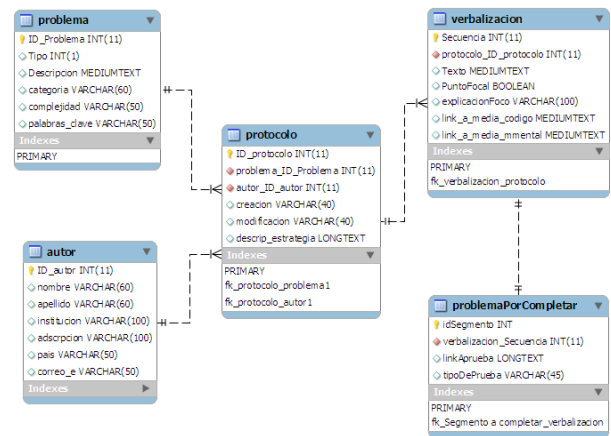 problema
ID_Problema INT(11)
Tipo INT(1)
Descripcion MEDIUMTEXT
categoria VARCHAR(60)
complejidad VARCHAR(50)
palabras_clave VARCHAR(50)
Indexes
PRIMARY
autor
ID_autor INT(11)
nombre VARCHAR(60)
apellido VARCHAR(60)
institucion VARCHAR(100)
adscrpcion VARCHAR(100)
pais VARCHAR(50)
correo_e VARCHAR(50)
Indexes
protocolo
ID_protocolo INT(11)
problema_ID_Problema INT(11)
autor_ID_autor INT(11)
creacion VARCHAR(40)
modificacion VARCHAR(40)
descrip_estrategia LONGTEXT
Indexes
PRIMARY
fk_protocolo_problema1
fk_protocolo_autor1
verbalizacion
Secuencia INT(11)
protocolo_ID_protocolo INT(11)
Texto MEDIUMTEXT
PuntoFocal BOOLEAN
explicacionFoco VARCHAR(100)
link_a_media_codigo MEDIUMTEXT
link_a_media_mmental MEDIUMTEXT
Indexes
PRIMARY
fk_verbalizacion_protocolo
problemaPorCompletar
idSegmento INT
verbalizacion_Secuencia INT(11)
linkAprueba LONGTEXT
tipoDePrueba VARCHAR(45)
Indexes
PRIMARY
fk_Segmento a completar_verbalizacion